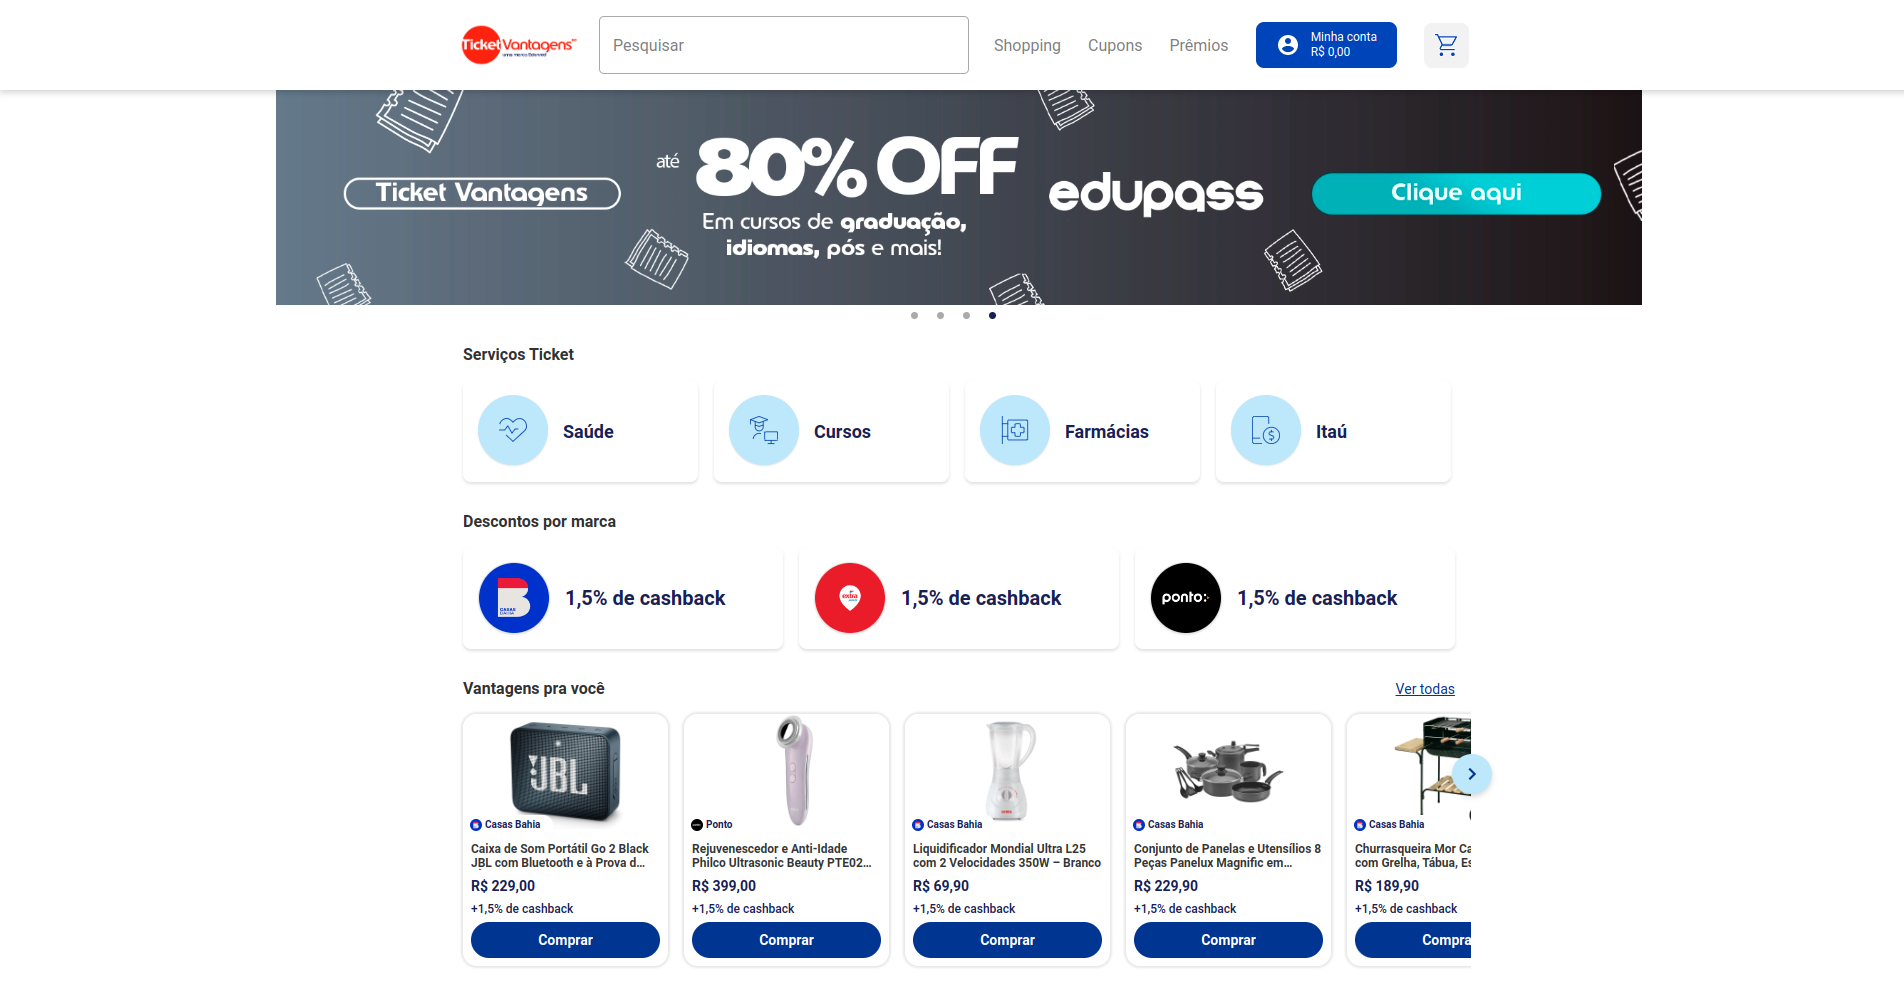 TicketVantagens
uma marca Edenred
Pesquisar
Shopping
Cupons
Prêmios
Minha conta
R$ 0,00
Ticket Vantagens
até
80% OFF
Em cursos de graduação,
idiomas, pós e mais!
edupass
Clique aqui
Serviços Ticket
Saúde
Cursos
Farmácias
Itaú
Descontos por marca
CASAS
BAHIA
1,5% de cashback
extra
1,5% de cashback
ponto:
1,5% de cashback
Vantagens pra você
Ver todas
JBL
Casas Bahia
Caixa de Som Portátil Go 2 Black
JBL com Bluetooth e à Prova d...
R$ 229,00
+1,5% de cashback
Comprar
Ponto
Rejuvenescedor e Anti-Idade
Philco Ultrasonic Beauty PTE02...
R$ 399,00
+1,5% de cashback
Comprar
Casas Bahia
Liquidificador Mondial Ultra L25
com 2 Velocidades 350W – Branco
R$ 69,90
+1,5% de cashback
Comprar
Casas Bahia
Conjunto de Panelas e Utensílios 8
Peças Panelux Magnific em...
R$ 229,90
+1,5% de cashback
Comprar
Casas Bahia
Churrasqueira Mor Ca
com Grelha, Tábua, Es
R$ 189,90
+1,5% de cashback
Compra